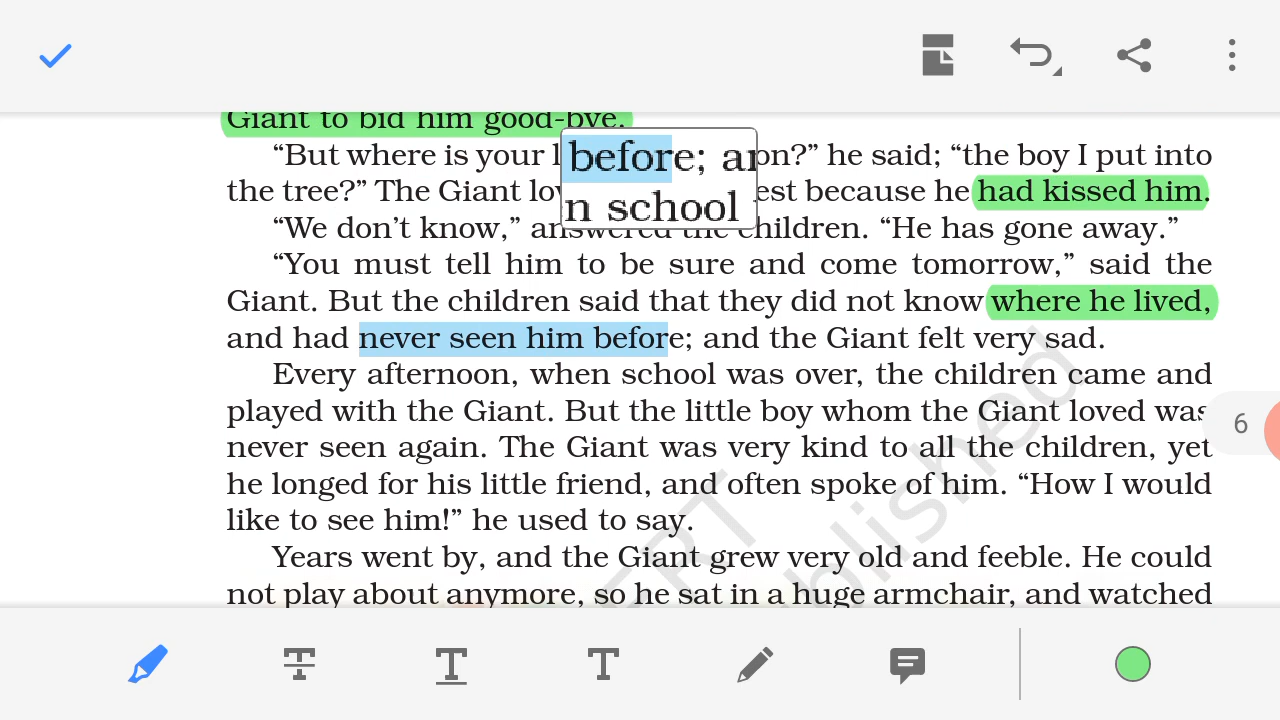 Giant to bid him good-bye.
“But where is your l on?” he said; “the boy I put into
before; an
the tree?” The Giant lov est because he had kissed him.
n school
“We don’t know,” answered the children. “He has gone away.”
“You must tell him to be sure and come tomorrow,” said the
Giant. But the children said that they did not know where he lived,
and had never seen him before; and the Giant felt very sad.
Every afternoon, when school was over, the children came and
played with the Giant. But the little boy whom the Giant loved was
never seen again. The Giant was very kind to all the children, yet
6
he longed for his little friend, and often spoke of him. “How I would
like to see him!” he used to say.
Years went by, and the Giant grew very old and feeble. He could
not play about anymore, so he sat in a huge armchair, and watched
T
T
T